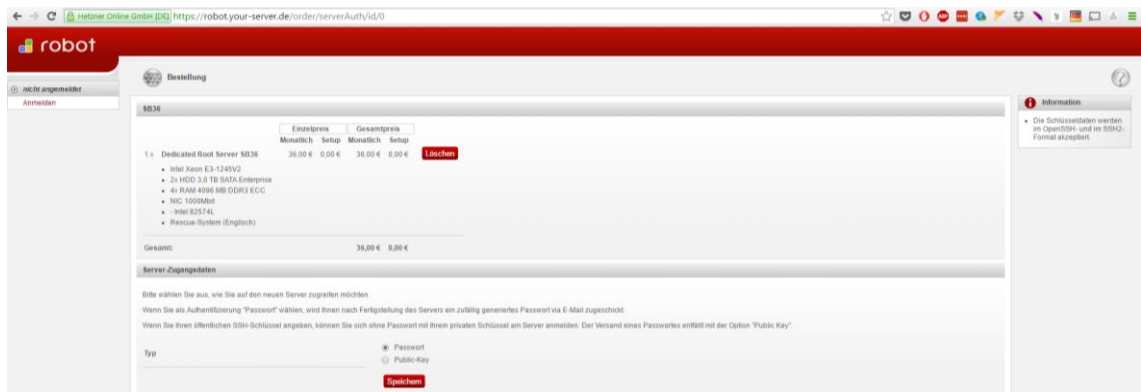 Hetzner Online GmbH [DE] https://robot.your-server.de/order/serverAuth/id/0
robot
nicht angemeldet
Anmelden
Bestellung
SB36
Einzelpreis Gesamtpreis
Monatlich Setup Monatlich Setup
1 x Dedicated Root Server SB36 36,00 € 0,00 € 36,00 € 0,00 € Löschen
Intel Xeon E3-1245V2
2x HDD 3,0 TB SATA Enterprise
4x RAM 4096 MB DDR3 ECC
NIC 1000Mbit
- Intel 82574L
Rescue-System (Englisch)
Gesamt: 36,00 € 0,00 €
Server-Zugangsdaten
Bitte wählen Sie aus, wie Sie auf den neuen Server zugreifen möchten.
Wenn Sie als Authentifizierung "Passwort" wählen, wird Ihnen nach Fertigstellung des Servers ein zufällig generiertes Passwort via E-Mail zugeschickt.
Wenn Sie Ihren öffentlichen SSH-Schlüssel angeben, können Sie sich ohne Passwort mit Ihrem privaten Schlüssel am Server anmelden. Der Versand eines Passwortes entfällt mit der Option "Public Key".
Typ
Passwort
Public-Key
Speichern
Information
Die Schlüsseldaten werden
im OpenSSH- und im SSH2-
Format akzeptiert.